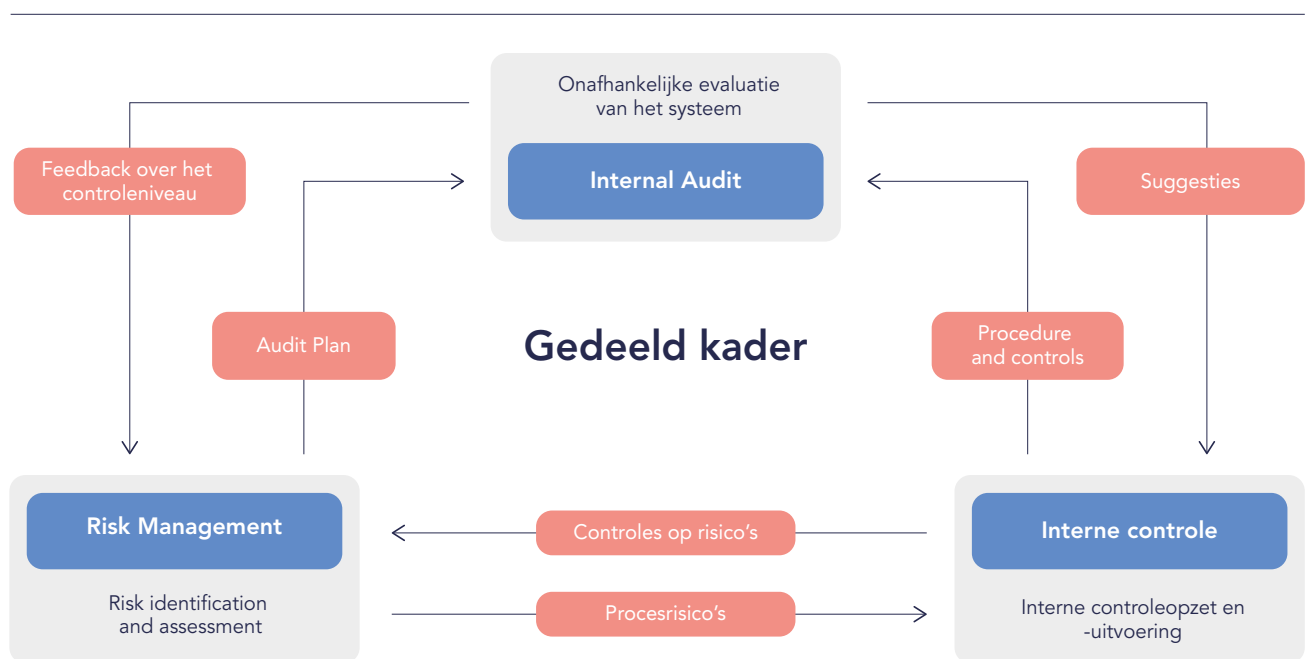 Onafhankelijke evaluatie
van het systeem
Internal Audit
Feedback over het
controleniveau
Suggesties
Audit Plan
Gedeeld kader
Procedure
and controls
Risk Management
Risk identification
and assessment
Controles op risico's
Procesrisico's
Interne controle
Interne controleopzet en
-uitvoering